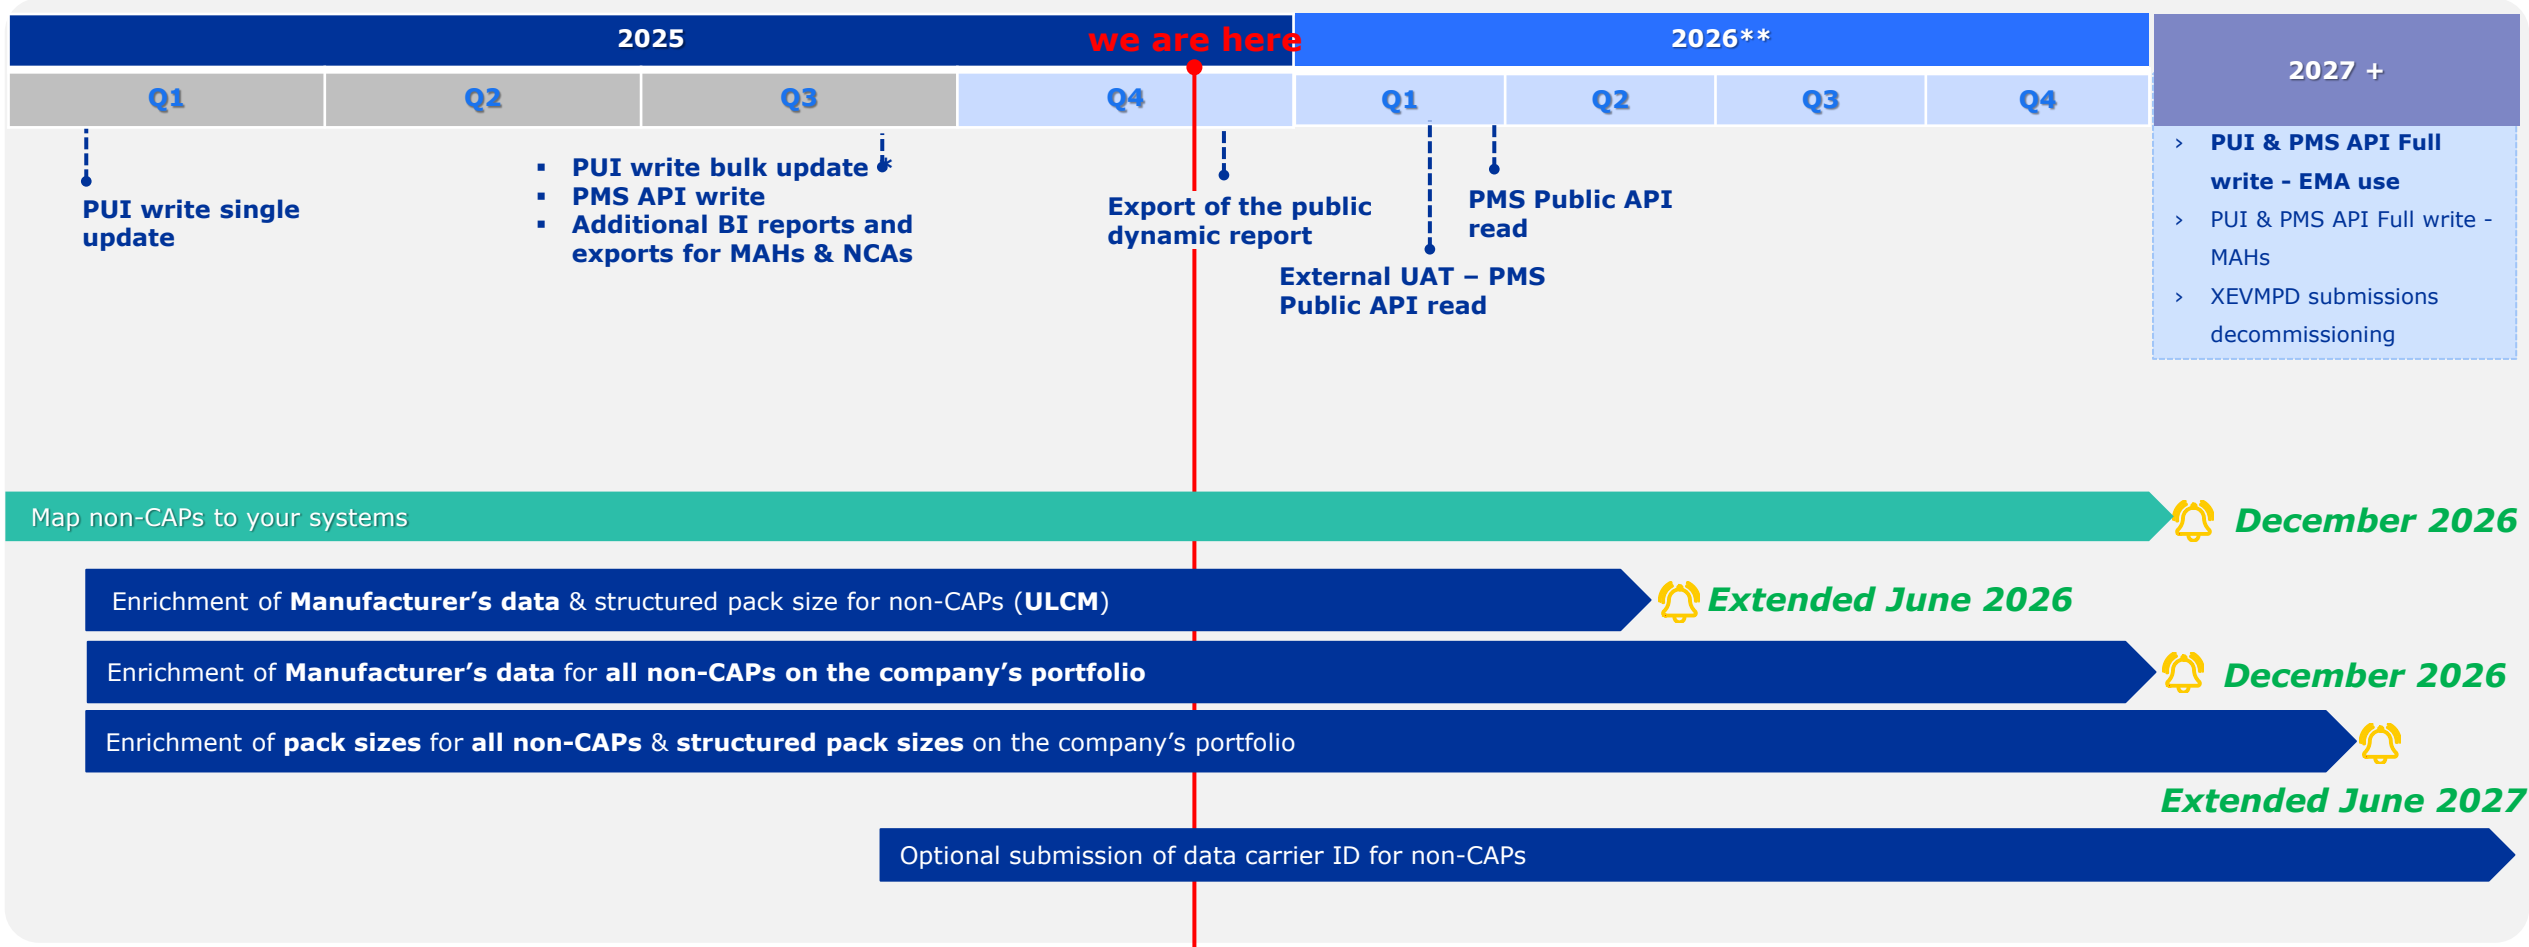 2025
we are here
2026**
2027 +
Q1
Q2
Q3
Q4
Q1
Q2
Q3
Q4
PUI write single
update
▪ PUI write bulk update *
▪ PMS API write
▪ Additional BI reports and
exports for MAHs & NCAs
Export of the public
dynamic report
External UAT – PMS
Public API read
PMS Public API
read
› PUI & PMS API Full
write - EMA use
› PUI & PMS API Full write -
MAHs
› XEVMPD submissions
decommissioning
Map non-CAPs to your systems
December 2026
Enrichment of Manufacturer’s data & structured pack size for non-CAPs (ULCM)
Extended June 2026
Enrichment of Manufacturer’s data for all non-CAPs on the company’s portfolio
December 2026
Enrichment of pack sizes for all non-CAPs & structured pack sizes on the company’s portfolio
Extended June 2027
Optional submission of data carrier ID for non-CAPs